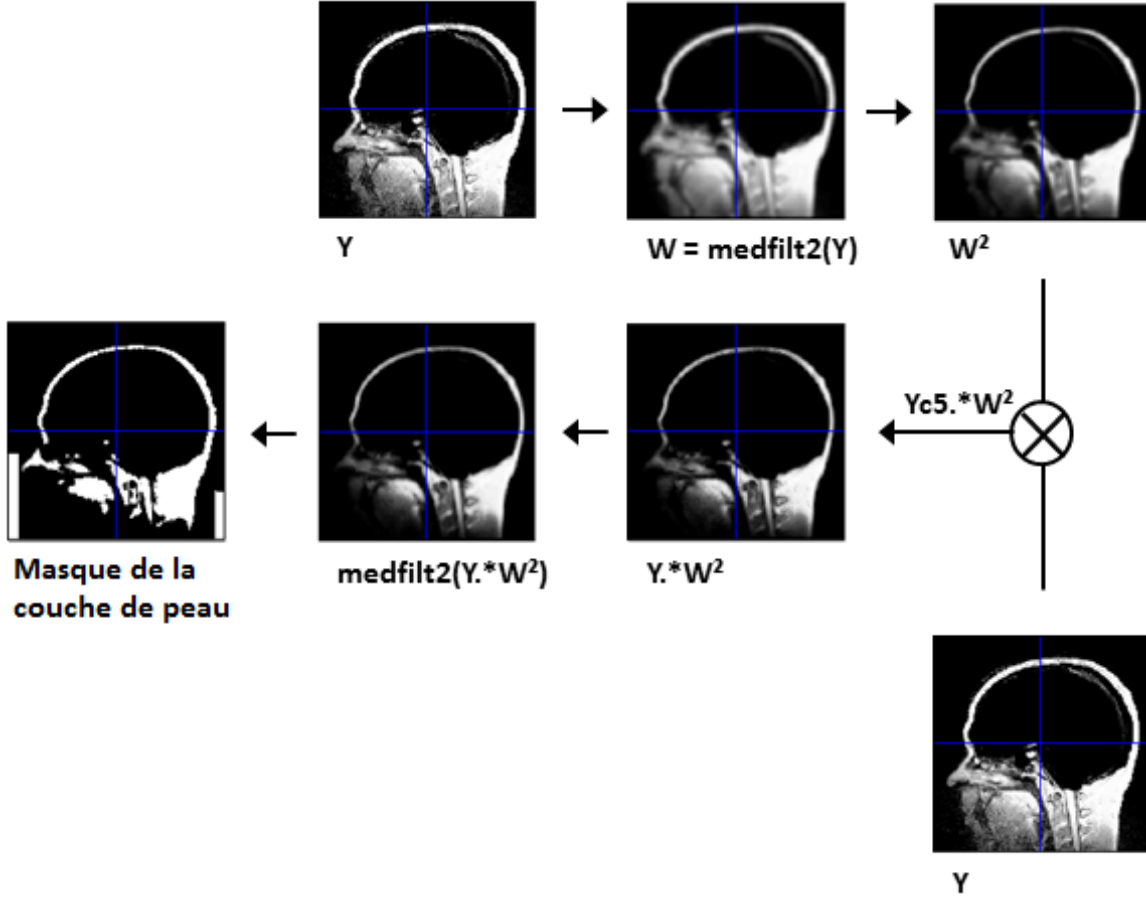 Y
W = medfilt2(Y)
W²
Yc5.*W²
Masque de la
couche de peau
medfilt2(Y.*W²)
Y.*W²
Y